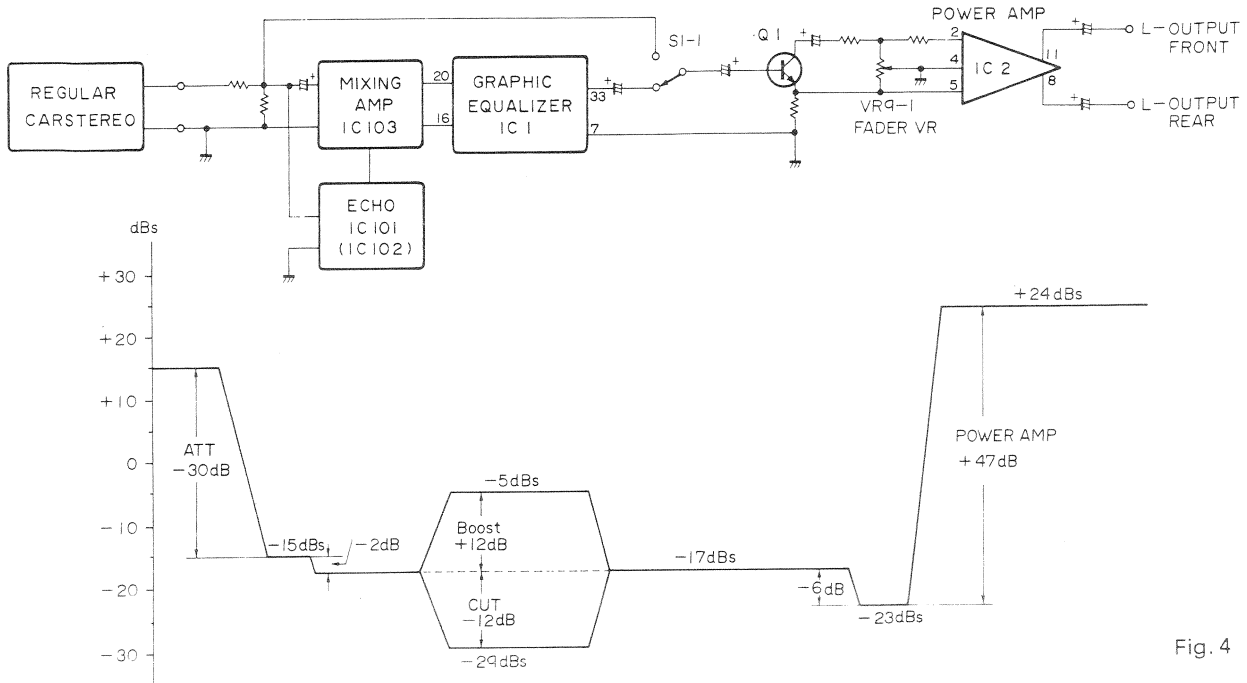 POWER AMP
L-OUTPUT
FRONT
S1-1
Q1
+
+
+
+
+
+
2
4
5
11
8
IC2
REGULAR
CARSTEREO
MIXING
AMP
IC103
20
16
GRAPHIC
EQUALIZER
IC1
33
7
VR9-1
FADER VR
L-OUTPUT
REAR
ECHO
IC101
(IC102)
dBs
+30
+20
+10
0
-10
-20
-30
ATT
-30dB
-15dBs
-2dB
-5dBs
Boost
+12dB
CUT
-12dB
-29dBs
-17dBs
-6dB
-23dBs
+24dBs
POWER AMP
+47dB
Fig. 4